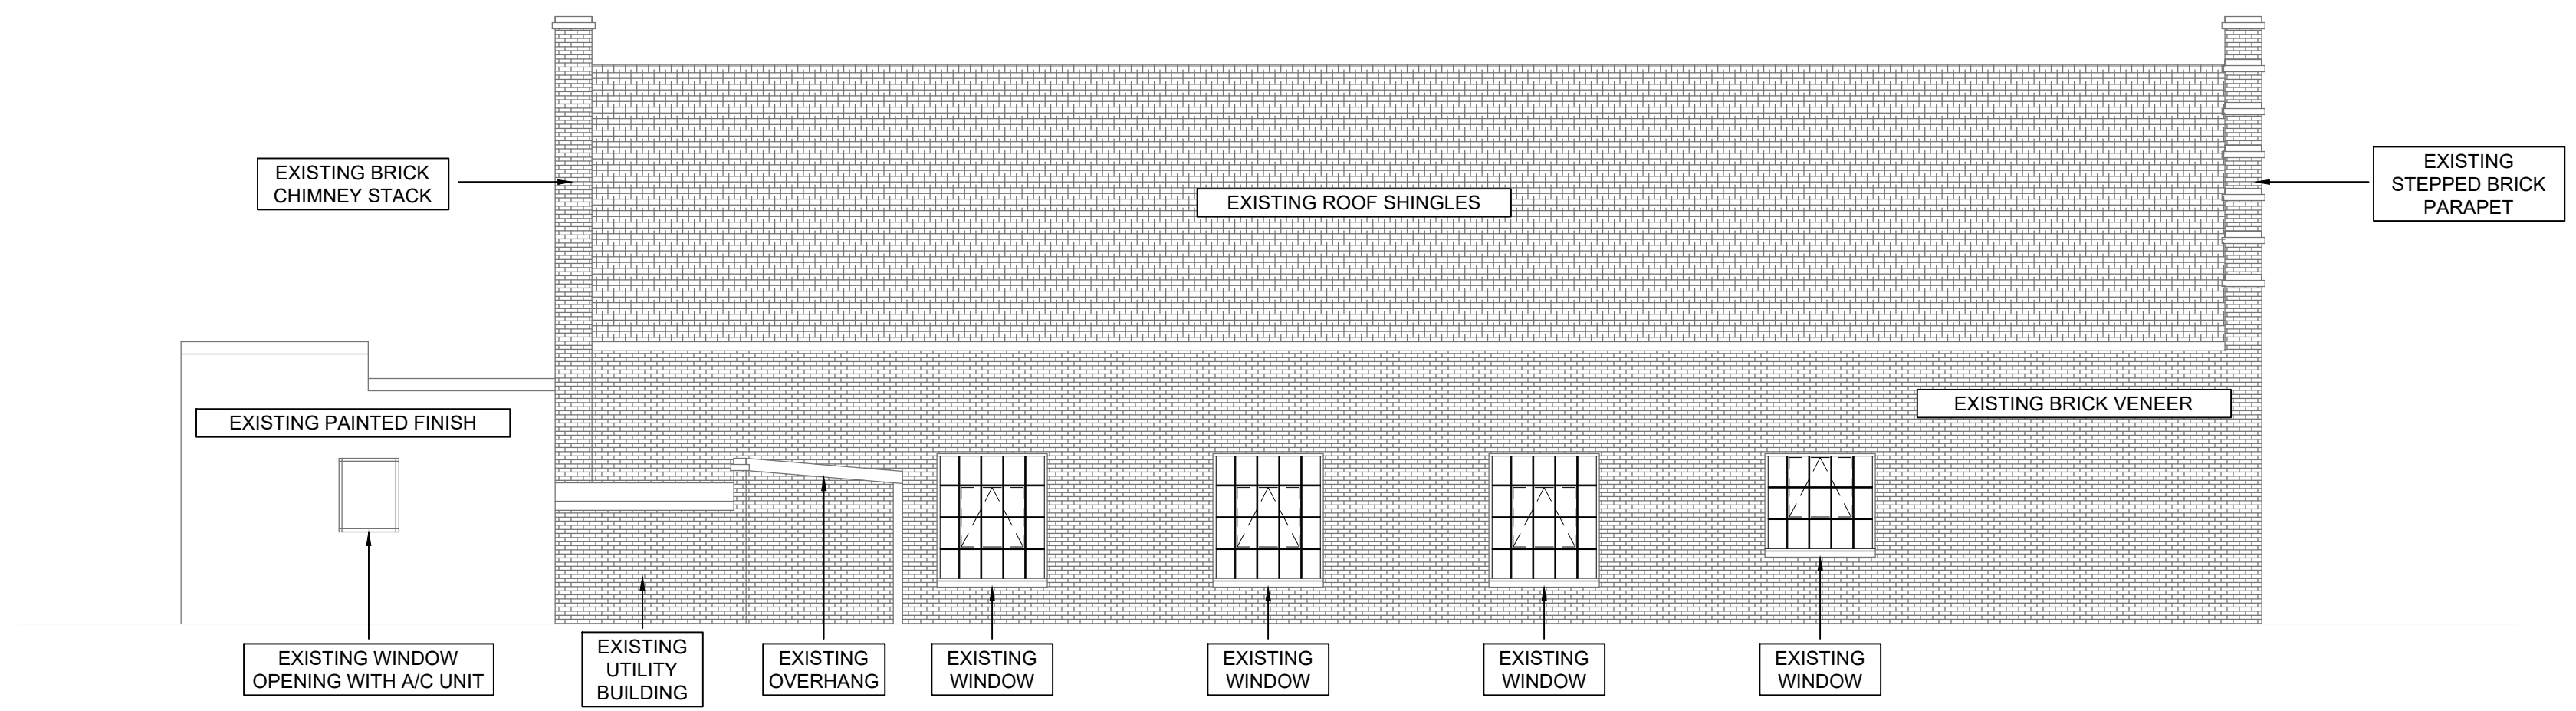 EXISTING BRICK
CHIMNEY STACK
EXISTING ROOF SHINGLES
EXISTING
STEPPED BRICK
PARAPET
EXISTING PAINTED FINISH
EXISTING BRICK VENEER
EXISTING WINDOW
OPENING WITH A/C UNIT
EXISTING
UTILITY
BUILDING
EXISTING
OVERHANG
EXISTING
WINDOW
EXISTING
WINDOW
EXISTING
WINDOW
EXISTING
WINDOW